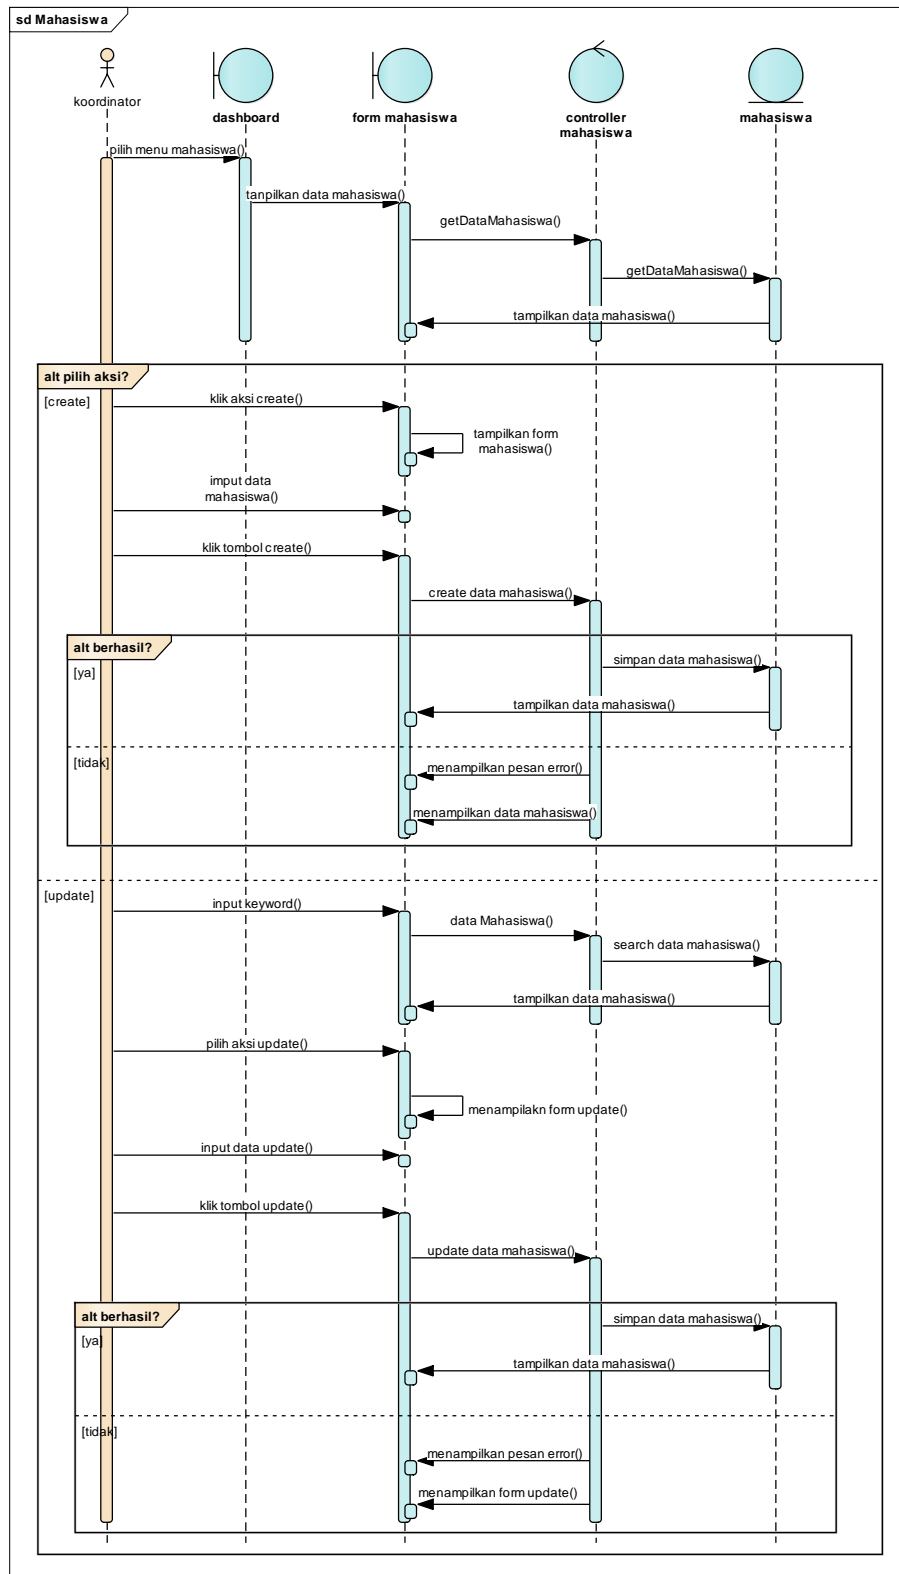 sd Mahasiswa
koordinator
dashboard
form mahasiswa
controller
mahasiswa
mahasiswa
pilih menu mahasiswa()
tanpilkan data mahasiswa()
getDataMahasiswa()
getDataMahasiswa()
tampilkan data mahasiswa()
alt pilih aksi?
[create]
klik aksi create()
tampilkan form
mahasiswa()
imput data
mahasiswa()
klik tombol create()
create data mahasiswa()
alt berhasil?
[ya]
simpan data mahasiswa()
tampilkan data mahasiswa()
[tidak]
menampilkan pesan error()
menampilkan data mahasiswa()
[update]
input keyword()
data Mahasiswa()
search data mahasiswa()
tampilkan data mahasiswa()
pilih aksi update()
menampilakn form update()
input data update()
klik tombol update()
update data mahasiswa()
alt berhasil?
[ya]
simpan data mahasiswa()
tampilkan data mahasiswa()
[tidak]
menampilkan pesan error()
menampilkan form update()